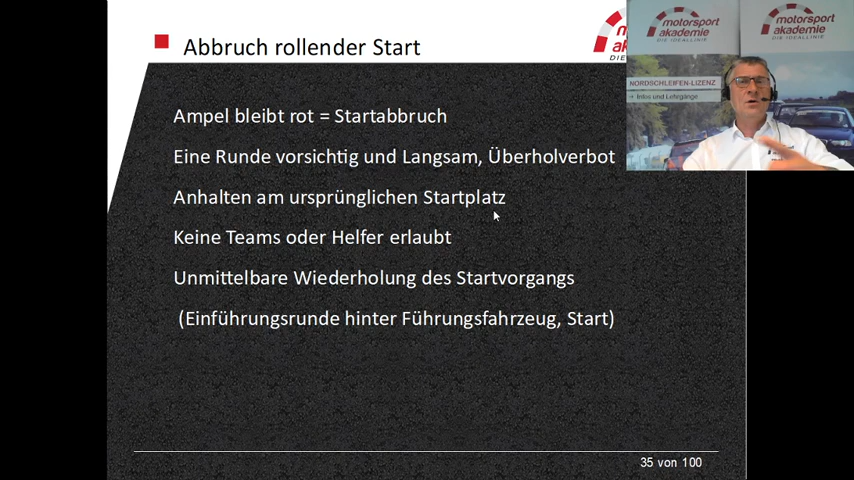 Abbruch rollender Start
Ampel bleibt rot = Startabbruch
Eine Runde vorsichtig und Langsam, Überholverbot
Anhalten am ursprünglichen Startplatz
Keine Teams oder Helfer erlaubt
Unmittelbare Wiederholung des Startvorgangs
(Einführungsrunde hinter Führungsfahrzeug, Start)
35 von 100
motorsport
akademie
DIE IDEALLINIE
NORDSCHLEIFEN-LIZENZ
Infos und Lehrgänge
motorsport
akademie
DIE IDEALLINIE